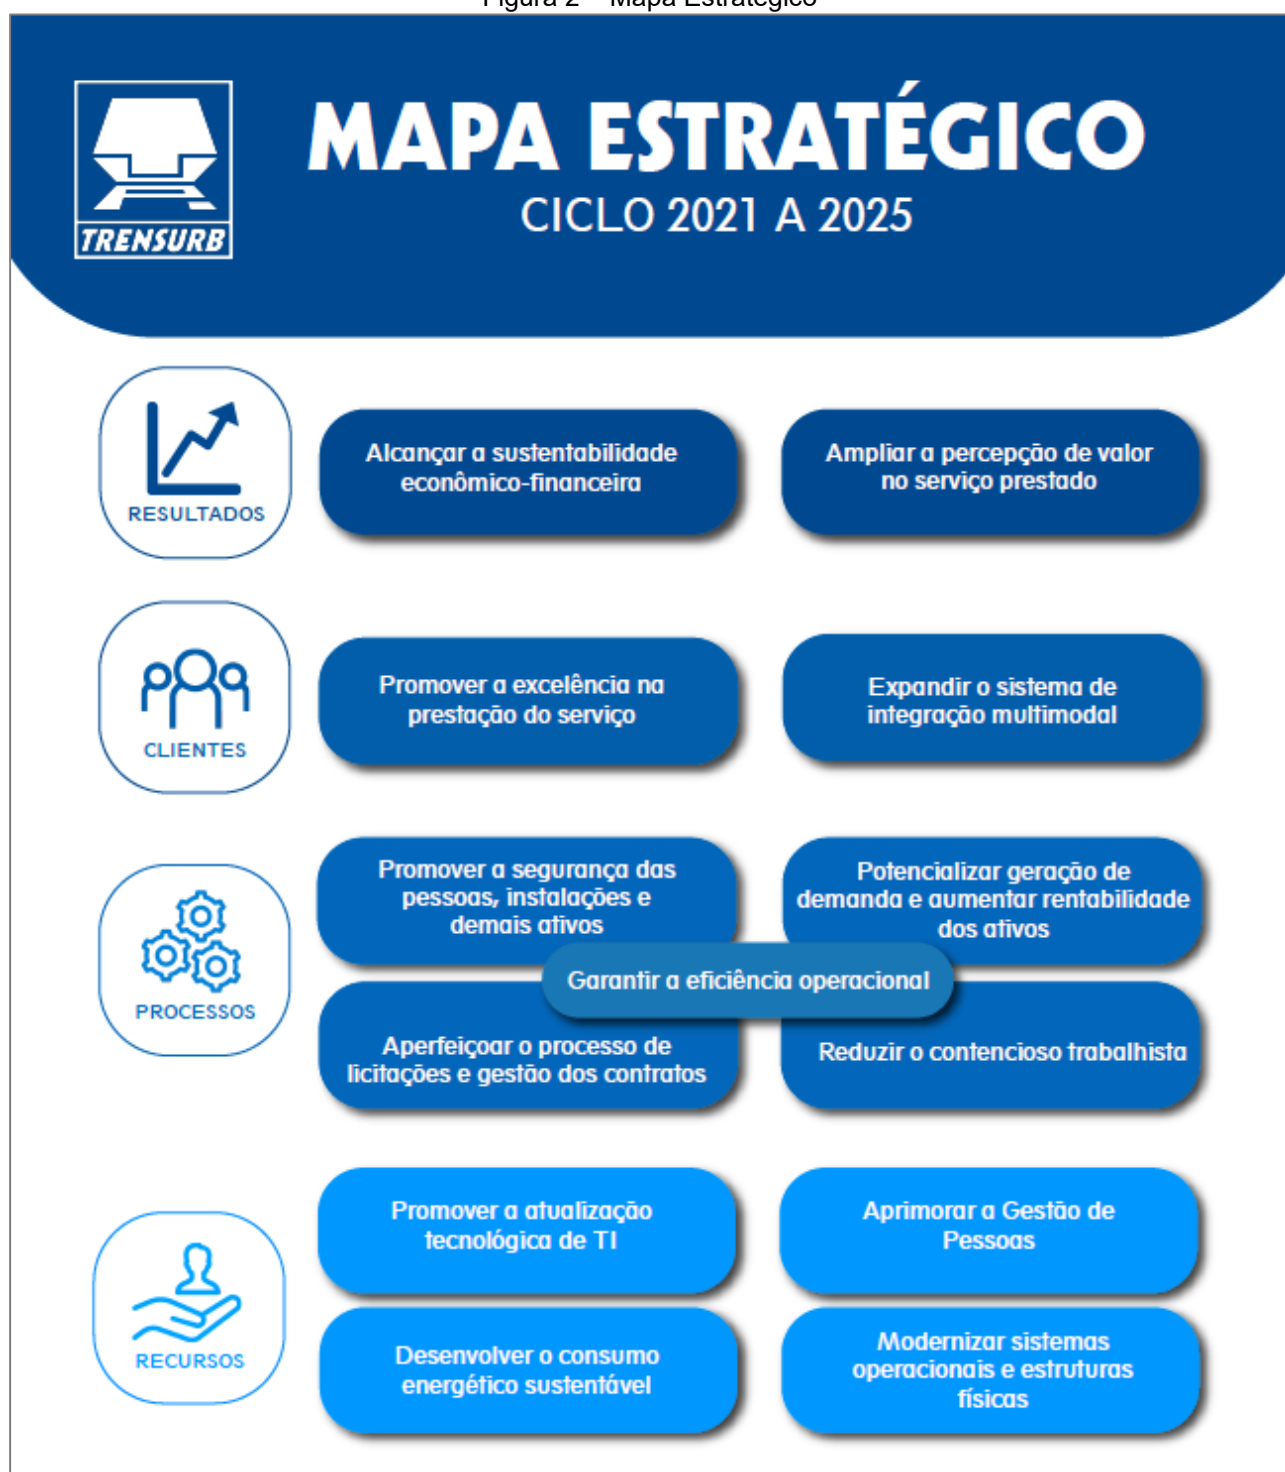 Figura 2 – Mapa Estratégico
TRENSURB
MAPA ESTRATÉGICO
CICLO 2021 A 2025
RESULTADOS
Alcançar a sustentabilidade
econômico-financeira
Ampliar a percepção de valor
no serviço prestado
CLIENTES
Promover a excelência na
prestação do serviço
Expandir o sistema de
integração multimodal
PROCESSOS
Promover a segurança das
pessoas, instalações e
demais ativos
Potencializar geração de
demanda e aumentar rentabilidade
dos ativos
Garantir a eficiência operacional
Aperfeiçoar o processo de
licitações e gestão dos contratos
Reduzir o contencioso trabalhista
RECURSOS
Promover a atualização
tecnológica de TI
Aprimorar a Gestão de
Pessoas
Desenvolver o consumo
energético sustentável
Modernizar sistemas
operacionais e estruturas
físicas